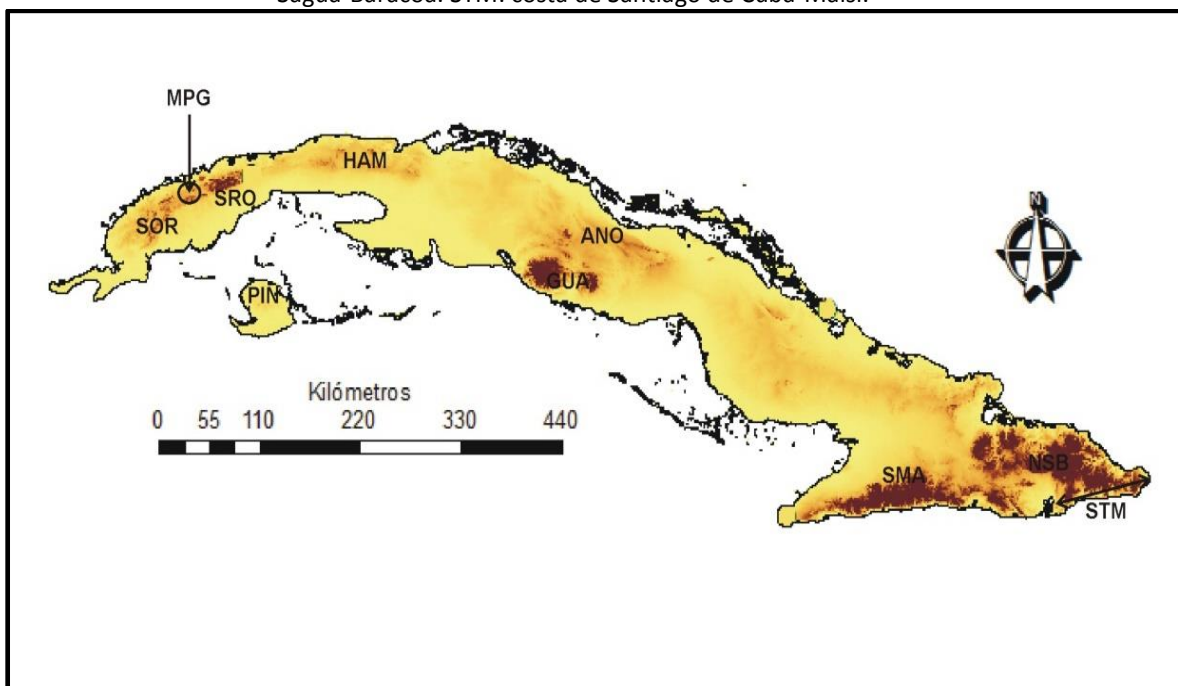 Sagua-Baracoa. STM: costa de Santiago de Cuba-Maisí.
MPG
HAM
SRO
SOR
ANO
GUA
PIN
N
Kilómetros
0 55 110 220 330 440
NSB
SMA
STM